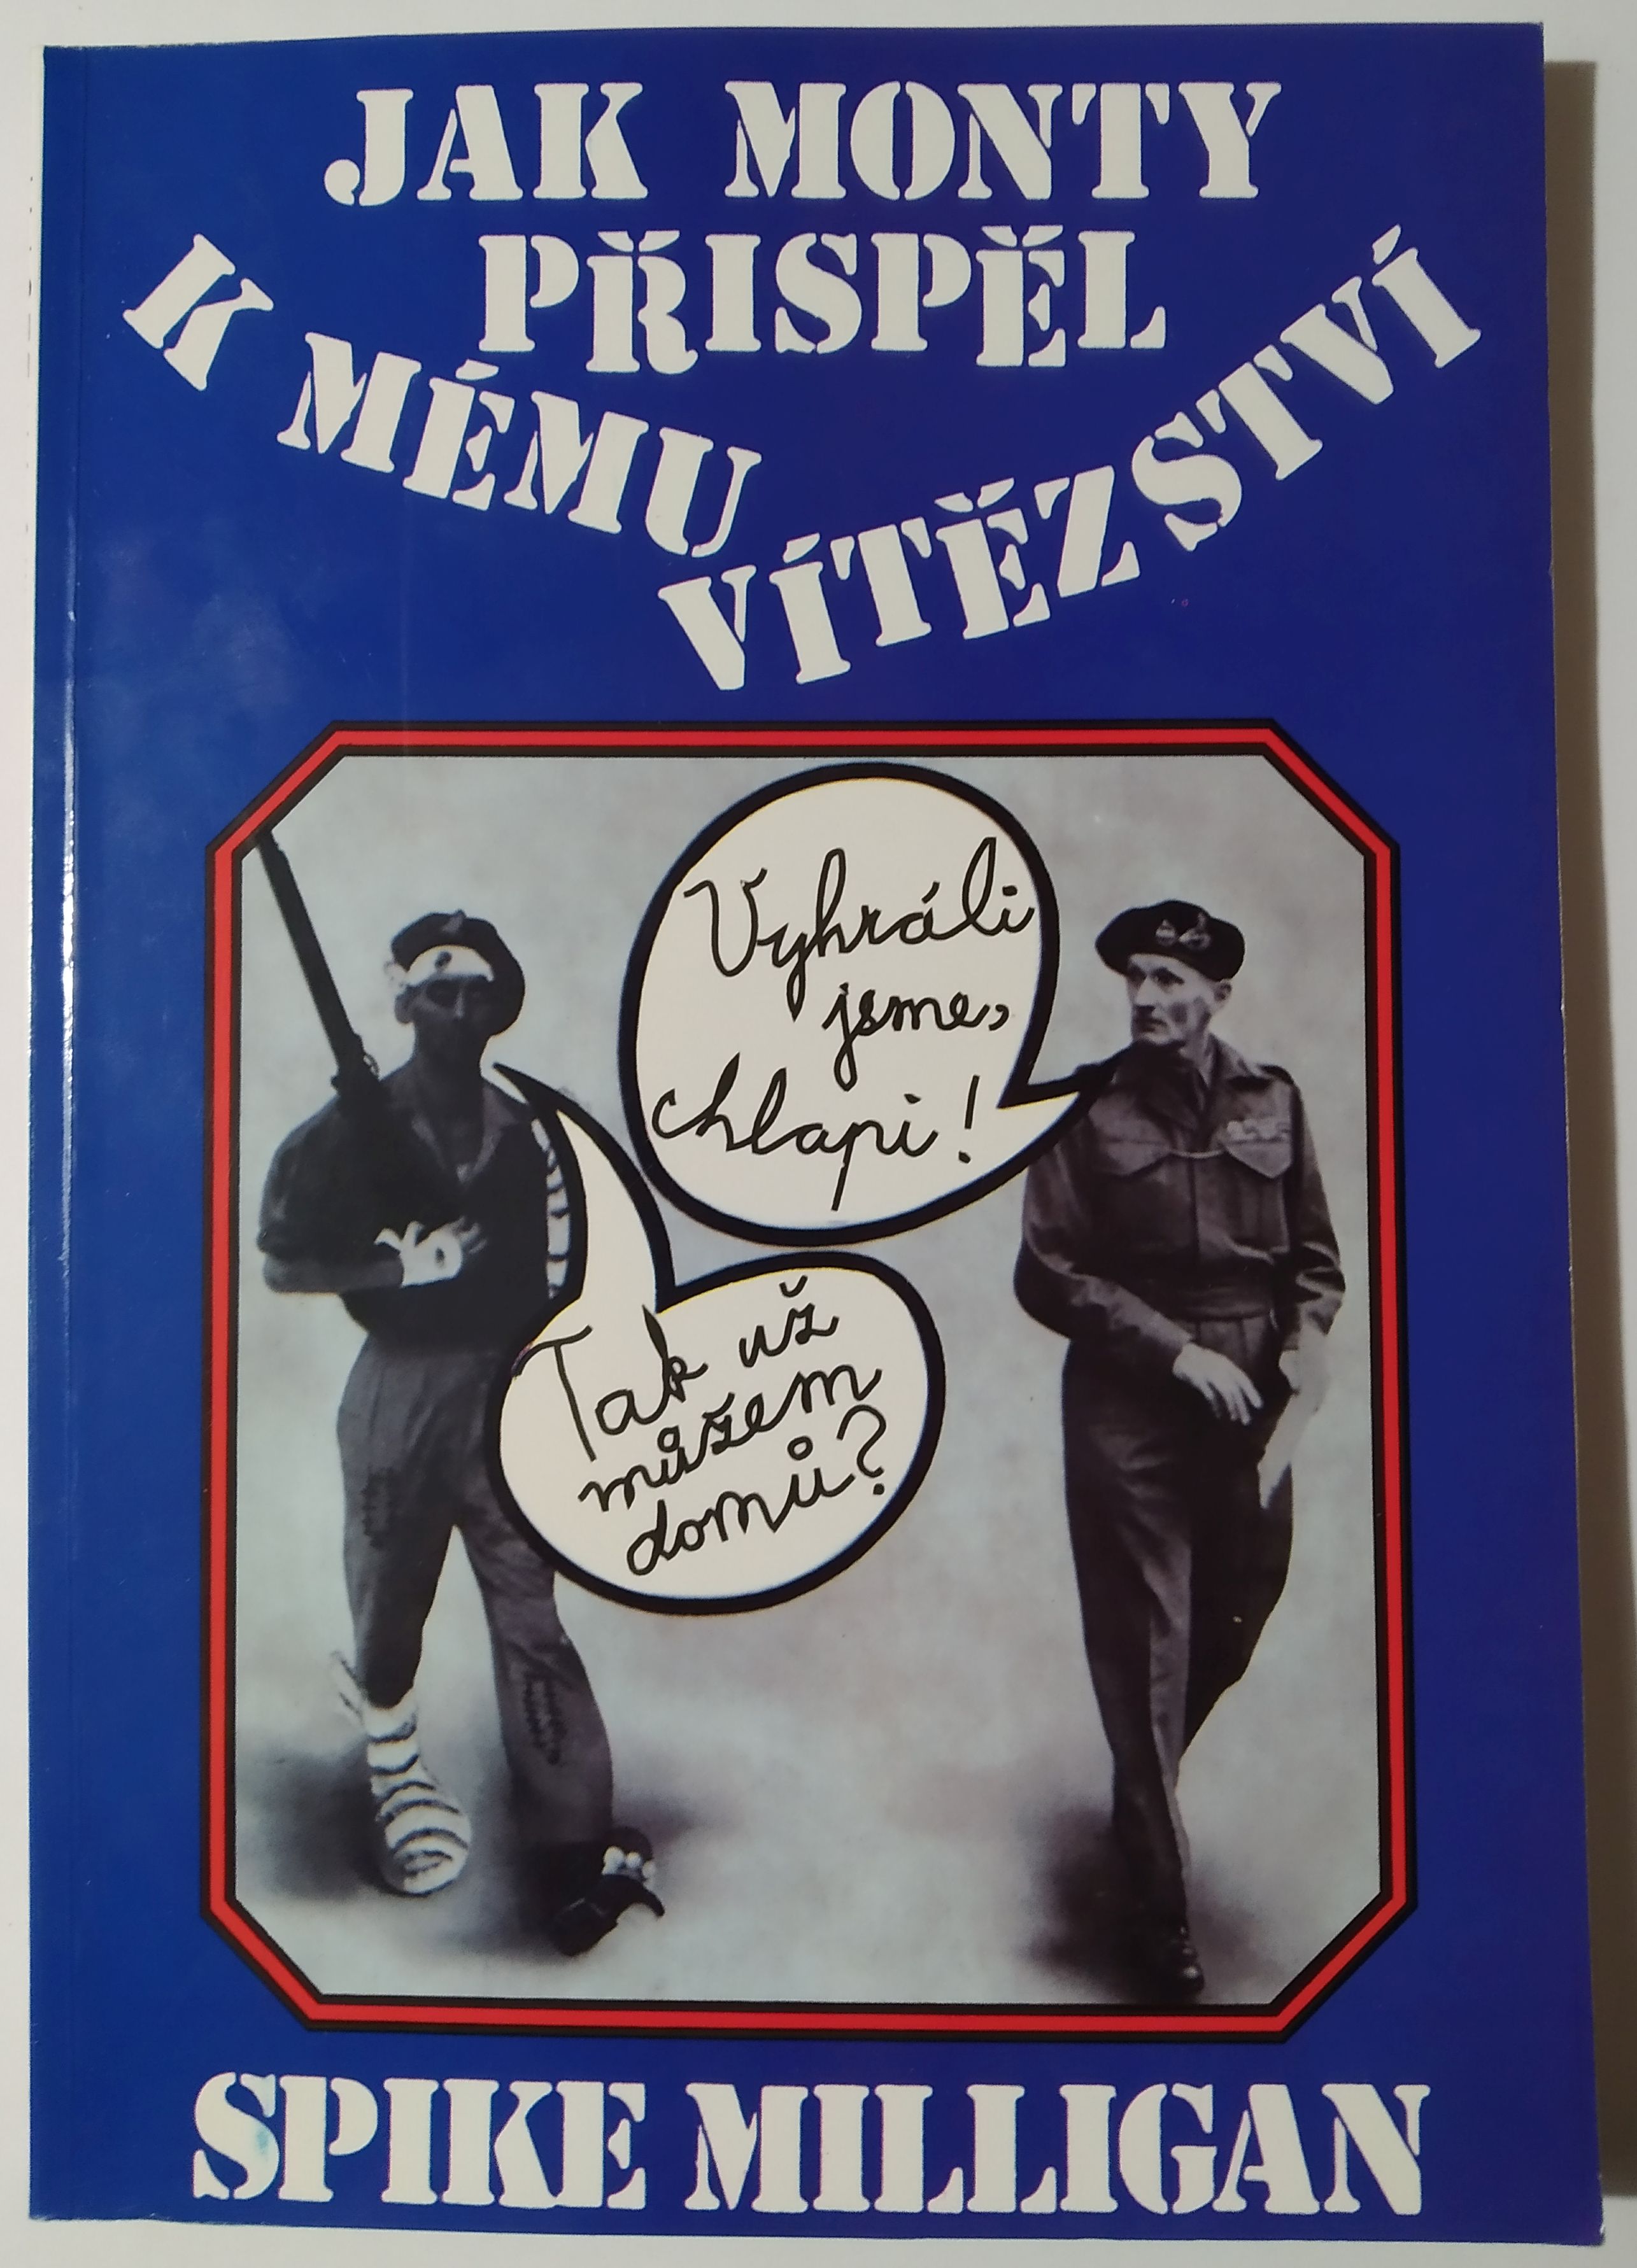 JAK MONTY
PŘISPĚL
K MÉMU
VÍTĚZSTVÍ
Vyhráli
jsme,
chlapi!
Tak už
můžem
domů?
SPIKE MILLIGAN